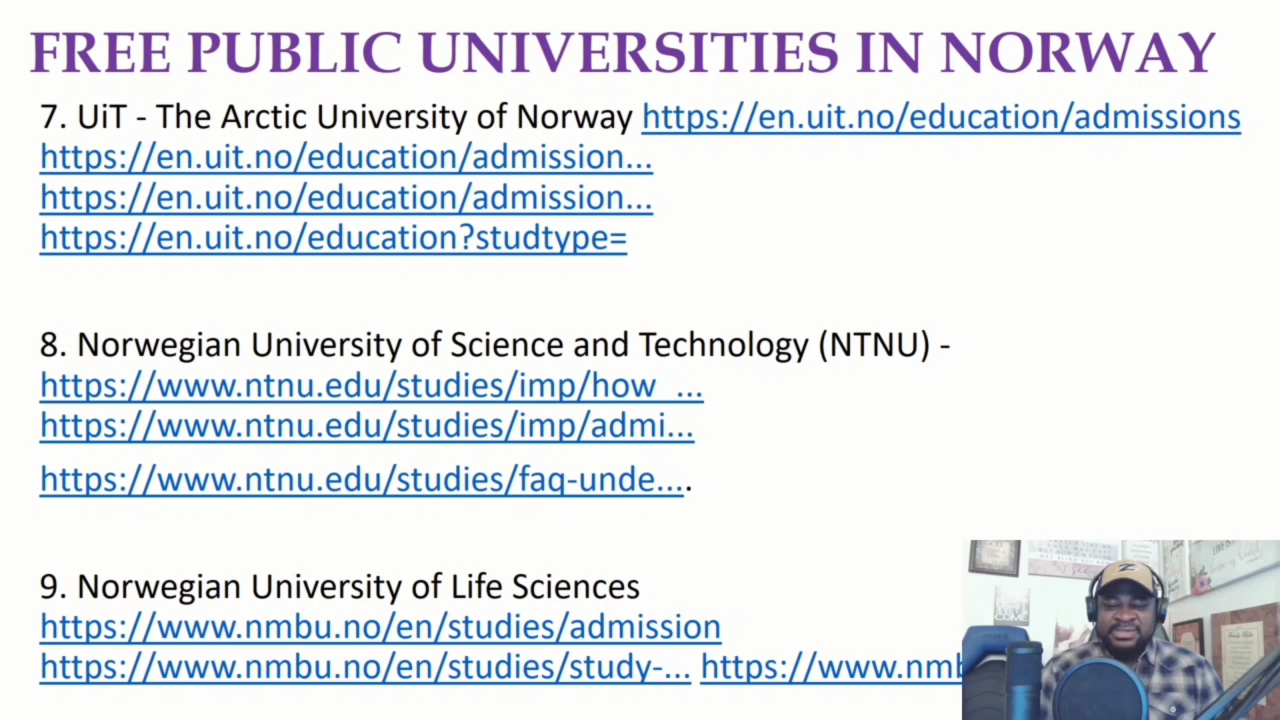 FREE PUBLIC UNIVERSITIES IN NORWAY
7. UiT - The Arctic University of Norway https://en.uit.no/education/admissions
https://en.uit.no/education/admission...
https://en.uit.no/education/admission...
https://en.uit.no/education?studtype=
8. Norwegian University of Science and Technology (NTNU) -
https://www.ntnu.edu/studies/imp/how_...
https://www.ntnu.edu/studies/imp/admi...
https://www.ntnu.edu/studies/faq-unde....
9. Norwegian University of Life Sciences
https://www.nmbu.no/en/studies/admission
https://www.nmbu.no/en/studies/study-... https://www.nmb